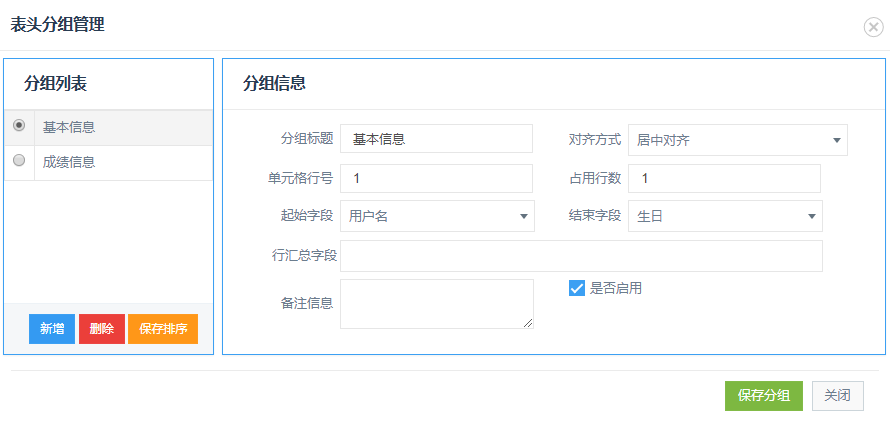 表头分组管理
分组列表
基本信息
成绩信息
新增 删除 保存排序
分组信息
分组标题 基本信息 对齐方式 居中对齐
单元格行号 1 占用行数 1
起始字段 用户名 结束字段 生日
行汇总字段
备注信息 是否启用
保存分组 关闭